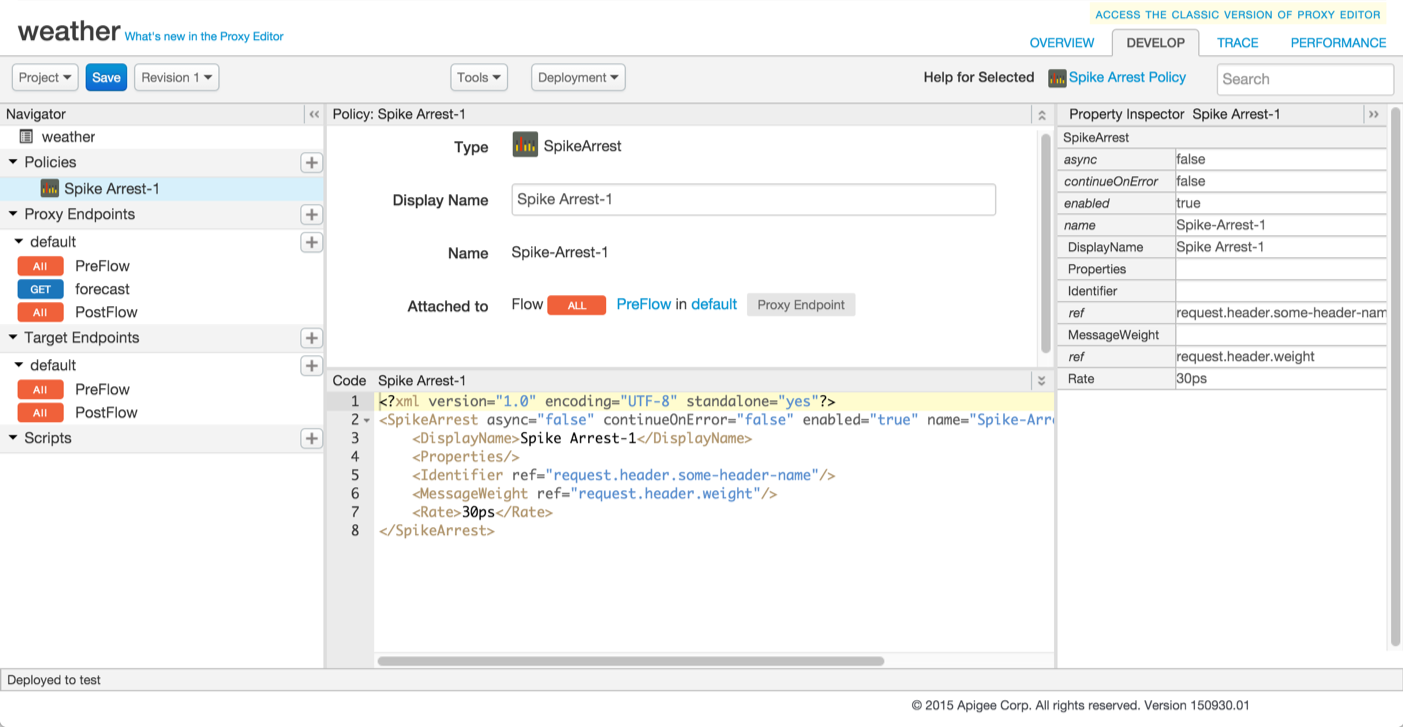 ACCESS THE CLASSIC VERSION OF PROXY EDITOR
weather What's new in the Proxy Editor
OVERVIEW DEVELOP TRACE PERFORMANCE
Project Save Revision 1 Tools Deployment Help for Selected Spike Arrest Policy Search
Navigator
weather
Policies
Spike Arrest-1
Proxy Endpoints
default
All PreFlow
GET forecast
All PostFlow
Target Endpoints
default
All PreFlow
All PostFlow
Scripts
Policy: Spike Arrest-1
Type SpikeArrest
Display Name Spike Arrest-1
Name Spike-Arrest-1
Attached to Flow ALL PreFlow in default Proxy Endpoint
Code Spike Arrest-1
1 <?xml version="1.0" encoding="UTF-8" standalone="yes"?>
2 <SpikeArrest async="false" continueOnError="false" enabled="true" name="Spike-Arre
3 <DisplayName>Spike Arrest-1</DisplayName>
4 <Properties/>
5 <Identifier ref="request.header.some-header-name"/>
6 <MessageWeight ref="request.header.weight"/>
7 <Rate>30ps</Rate>
8 </SpikeArrest>
Property Inspector Spike Arrest-1
SpikeArrest
async false
continueOnError false
enabled true
name Spike-Arrest-1
DisplayName Spike Arrest-1
Properties
Identifier
ref request.header.some-header-nam
MessageWeight
ref request.header.weight
Rate 30ps
Deployed to test
© 2015 Apigee Corp. All rights reserved. Version 150930.01